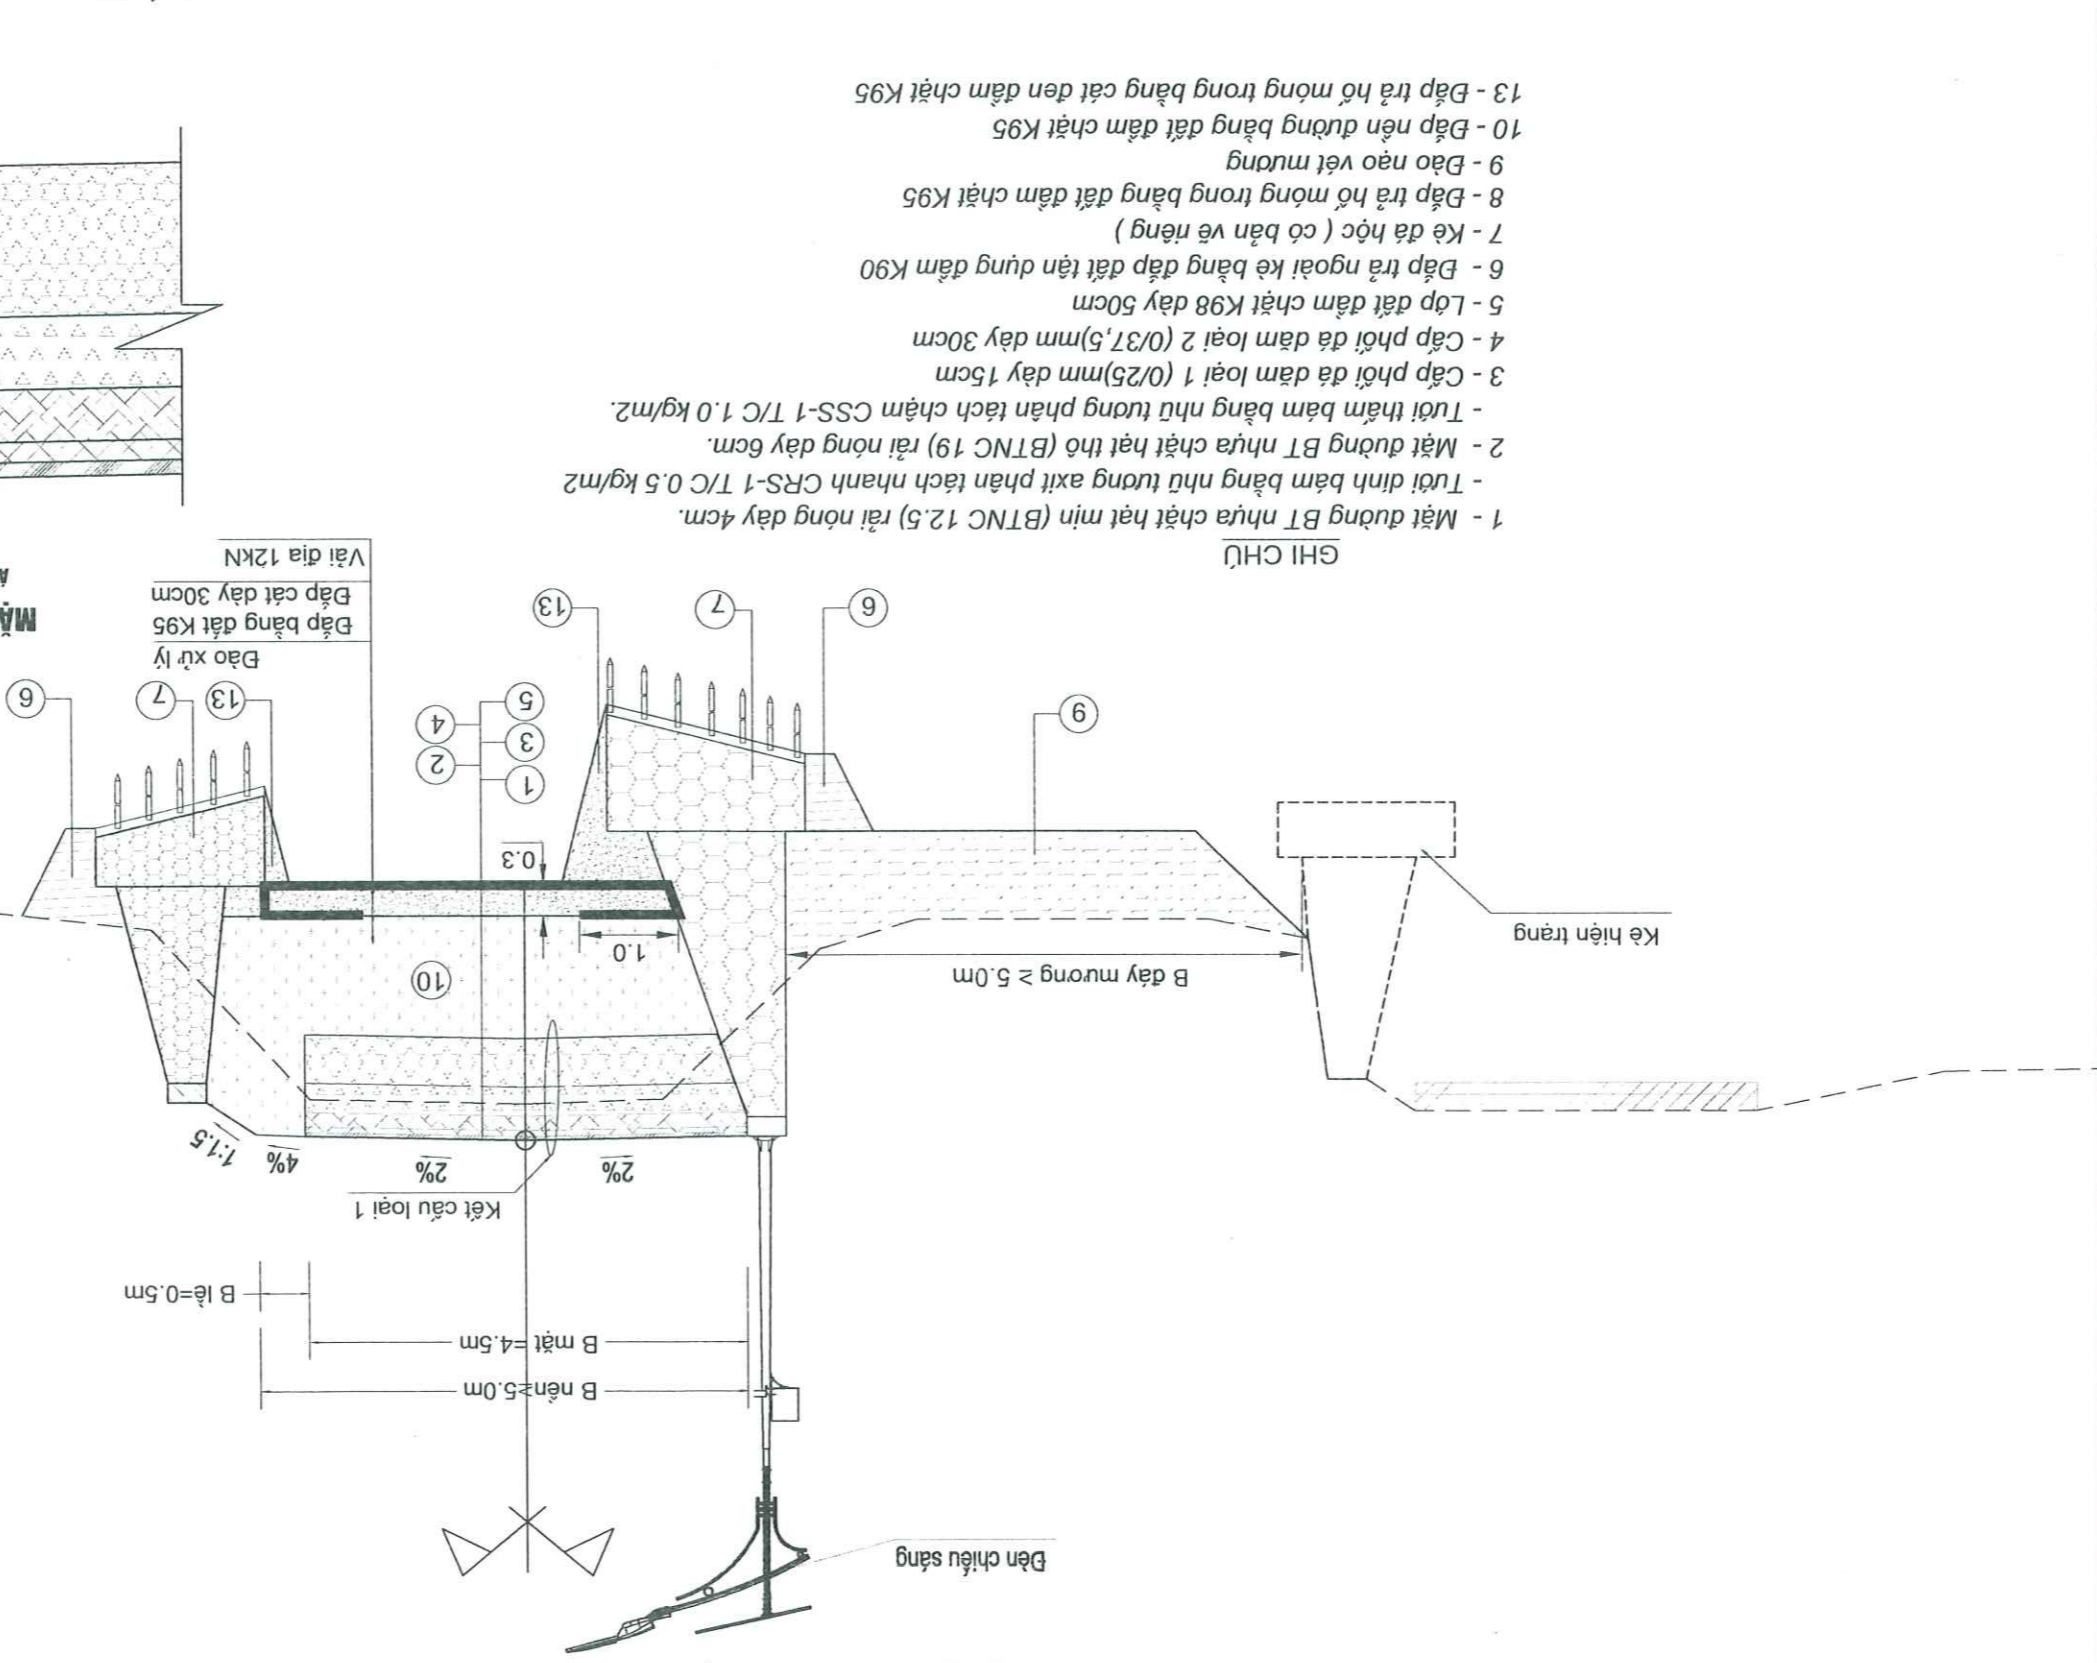 Đèn chiếu sáng
B nền≥5.0m
B mặt =4.5m
B lề=0.5m
Kết cấu loại 1
2%
2%
4%
1:1.5
B đáy mương ≥ 5.0m
Kè hiện trạng
1.0
10
0.3
9
1
2
3
4
5
6
7
13
13
7
6
Đào xử lý
Đắp bằng đất K95
Đắp cát dày 30cm
Vải địa 12kN
GHI CHÚ
1 - Mặt đường BT nhựa chặt hạt mịn (BTNC 12.5) rải nóng dày 4cm.
- Tưới dính bám bằng nhũ tương axit phân tách nhanh CRS-1 T/C 0.5 kg/m2
2 - Mặt đường BT nhựa chặt hạt thô (BTNC 19) rải nóng dày 6cm.
- Tưới thấm bám bằng nhũ tương phân tách chậm CSS-1 T/C 1.0 kg/m2.
3 - Cấp phối đá dăm loại 1 (0/25)mm dày 15cm
4 - Cấp phối đá dăm loại 2 (0/37,5)mm dày 30cm
5 - Lớp đất đầm chặt K98 dày 50cm
6 - Đắp trả ngoài kè bằng đắp đất tận dụng đầm K90
7 - Kè đá hộc ( có bản vẽ riêng )
8 - Đắp trả hố móng trong bằng đất đầm chặt K95
9 - Đào nạo vét mương
10 - Đắp nền đường bằng đất đầm chặt K95
13 - Đắp trả hố móng trong bằng cát đen đầm chặt K95